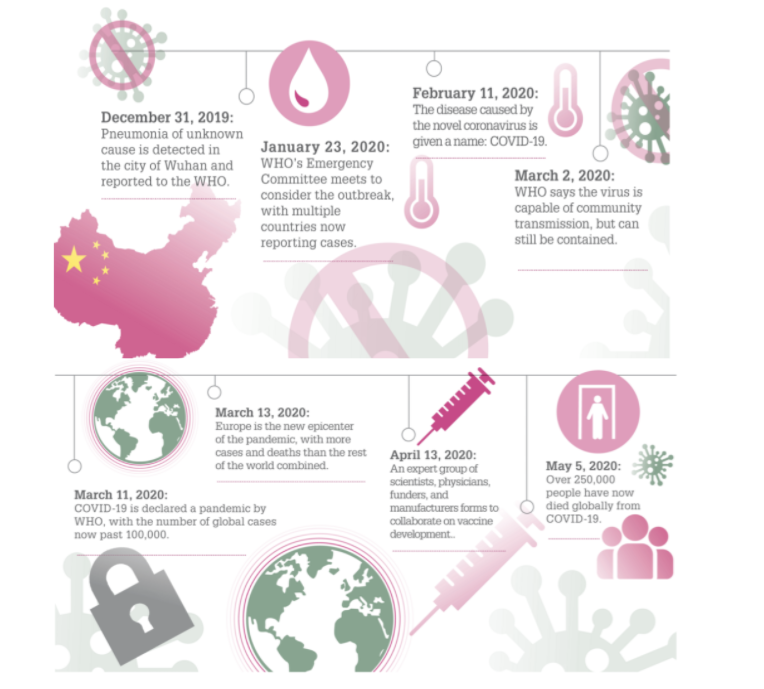 December 31, 2019:
Pneumonia of unknown
cause is detected in
the city of Wuhan and
reported to the WHO.
January 23, 2020:
WHO's Emergency
Committee meets to
consider the outbreak,
with multiple
countries now
reporting cases.
February 11, 2020:
The disease caused by
the novel coronavirus is
given a name: COVID-19.
March 2, 2020:
WHO says the virus is
capable of community
transmission, but can
still be contained.
March 11, 2020:
COVID-19 is declared a pandemic by
WHO, with the number of global cases
now past 100,000.
March 13, 2020:
Europe is the new epicenter
of the pandemic, with more
cases and deaths than the rest
of the world combined.
April 13, 2020:
An expert group of
scientists, physicians,
funders, and
manufacturers forms to
collaborate on vaccine
development..
May 5, 2020:
Over 250,000
people have now
died globally from
COVID-19.